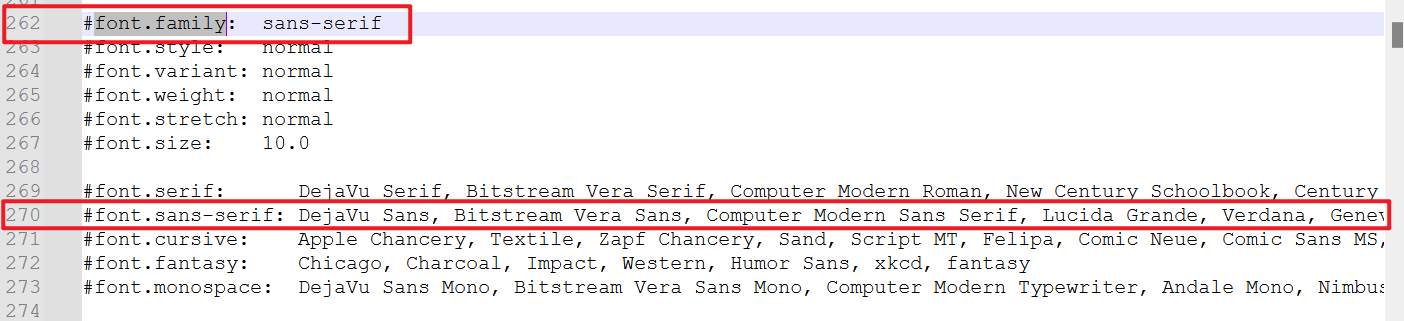 262 #font.family: sans-serif
263 #font.style: normal
264 #font.variant: normal
265 #font.weight: normal
266 #font.stretch: normal
267 #font.size: 10.0
268
269 #font.serif: DejaVu Serif, Bitstream Vera Serif, Computer Modern Roman, New Century Schoolbook, Century
270 #font.sans-serif: DejaVu Sans, Bitstream Vera Sans, Computer Modern Sans Serif, Lucida Grande, Verdana, Genev
271 #font.cursive: Apple Chancery, Textile, Zapf Chancery, Sand, Script MT, Felipa, Comic Neue, Comic Sans MS,
272 #font.fantasy: Chicago, Charcoal, Impact, Western, Humor Sans, xkcd, fantasy
273 #font.monospace: DejaVu Sans Mono, Bitstream Vera Sans Mono, Computer Modern Typewriter, Andale Mono, Nimbus
274